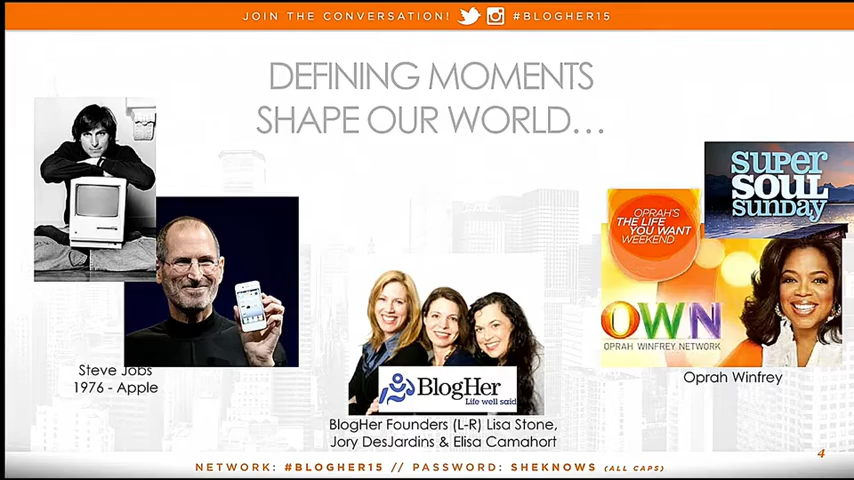 JOIN THE CONVERSATION! #BLOGHER15
DEFINING MOMENTS
SHAPE OUR WORLD...
SUPER
SOUL
SUNDAY
OPRAH'S
THE LIFE
YOU WANT
WEEKEND
OWN
OPRAH WINFREY NETWORK
Steve Jobs
1976 - Apple
Oprah Winfrey
BlogHer
Life well said
BlogHer Founders (L-R) Lisa Stone,
Jory DesJardins & Elisa Camahort
4
NETWORK: #BLOGHER15 // PASSWORD: SHEKNOWS (ALL CAPS)